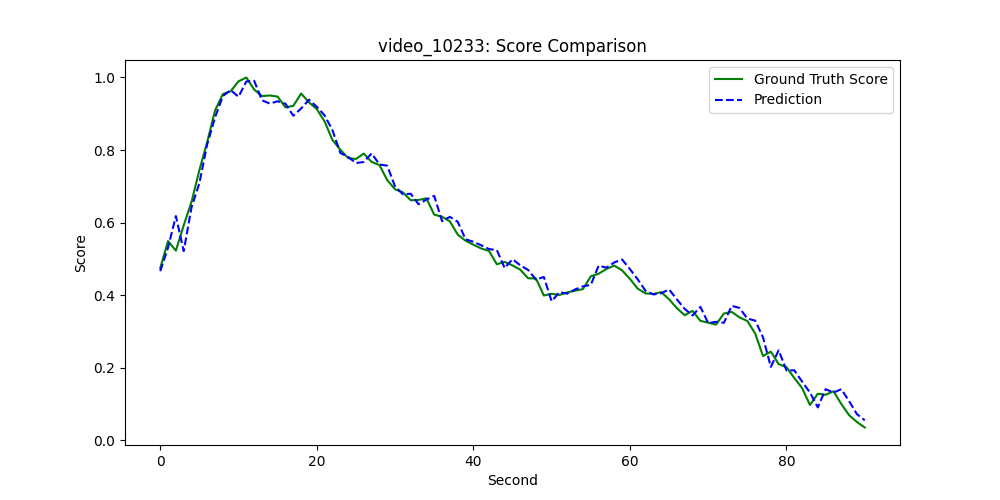 video_10233: Score Comparison
Ground Truth Score
Prediction
Score
1.0
0.8
0.6
0.4
0.2
0.0
0 20 40 60 80
Second